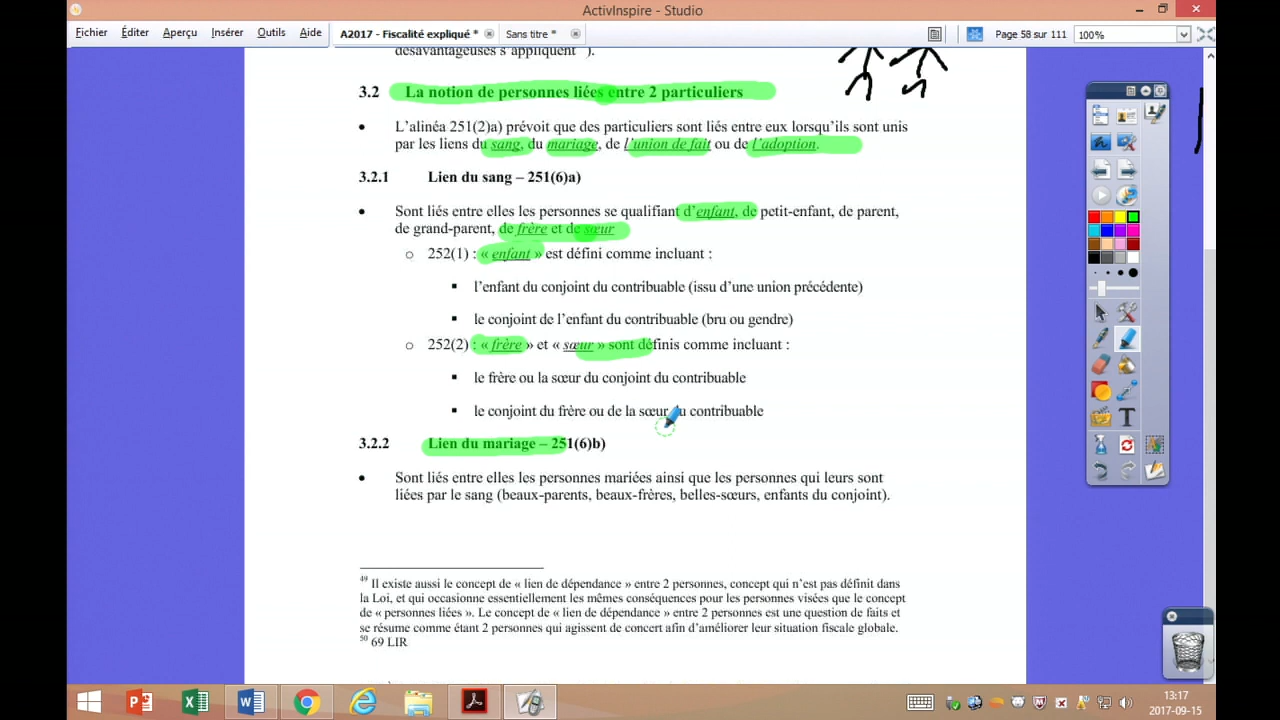 ActivInspire - Studio
Fichier Éditer Aperçu Insérer Outils Aide A2017 - Fiscalité expliqué * Sans titre * Page 58 sur 111 100%
désavantageuses s'appliquent ).
3.2 La notion de personnes liées entre 2 particuliers
• L'alinéa 251(2)a) prévoit que des particuliers sont liés entre eux lorsqu'ils sont unis
par les liens du sang, du mariage, de l'union de fait ou de l'adoption.
3.2.1 Lien du sang – 251(6)a)
• Sont liés entre elles les personnes se qualifiant d'enfant, de petit-enfant, de parent,
de grand-parent, de frère et de sœur
o 252(1) : « enfant » est défini comme incluant :
▪ l'enfant du conjoint du contribuable (issu d'une union précédente)
▪ le conjoint de l'enfant du contribuable (bru ou gendre)
o 252(2) : « frère » et « sœur » sont définis comme incluant :
▪ le frère ou la sœur du conjoint du contribuable
▪ le conjoint du frère ou de la sœur du contribuable
3.2.2 Lien du mariage – 251(6)b)
• Sont liés entre elles les personnes mariées ainsi que les personnes qui leurs sont
liées par le sang (beaux-parents, beaux-frères, belles-sœurs, enfants du conjoint).
49 Il existe aussi le concept de « lien de dépendance » entre 2 personnes, concept qui n'est pas définit dans
la Loi, et qui occasionne essentiellement les mêmes conséquences pour les personnes visées que le concept
de « personnes liées ». Le concept de « lien de dépendance » entre 2 personnes est une question de faits et
se résume comme étant 2 personnes qui agissent de concert afin d'améliorer leur situation fiscale globale.
50 69 LIR
13:17
2017-09-15